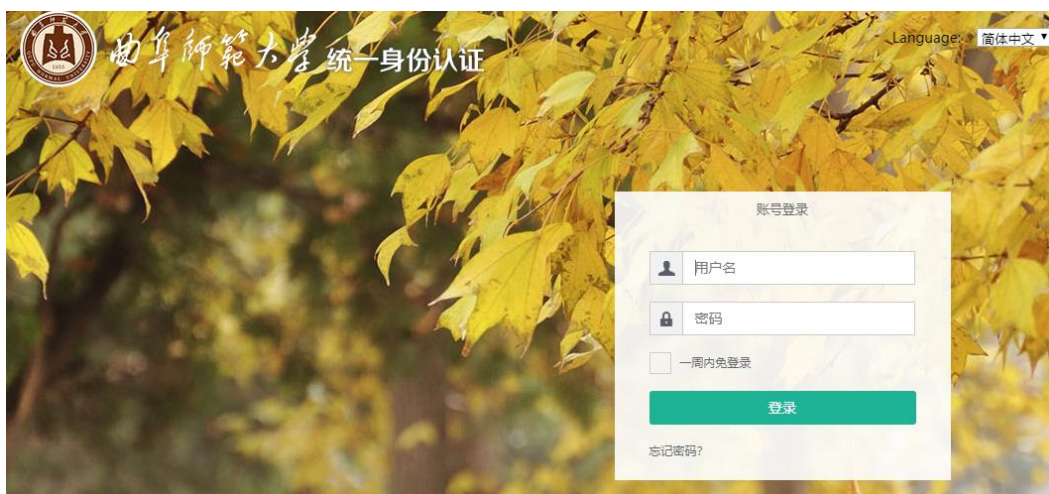 曲阜師範大學 统一身份认证
Language: 简体中文
账号登录
用户名
密码
一周内免登录
登录
忘记密码?